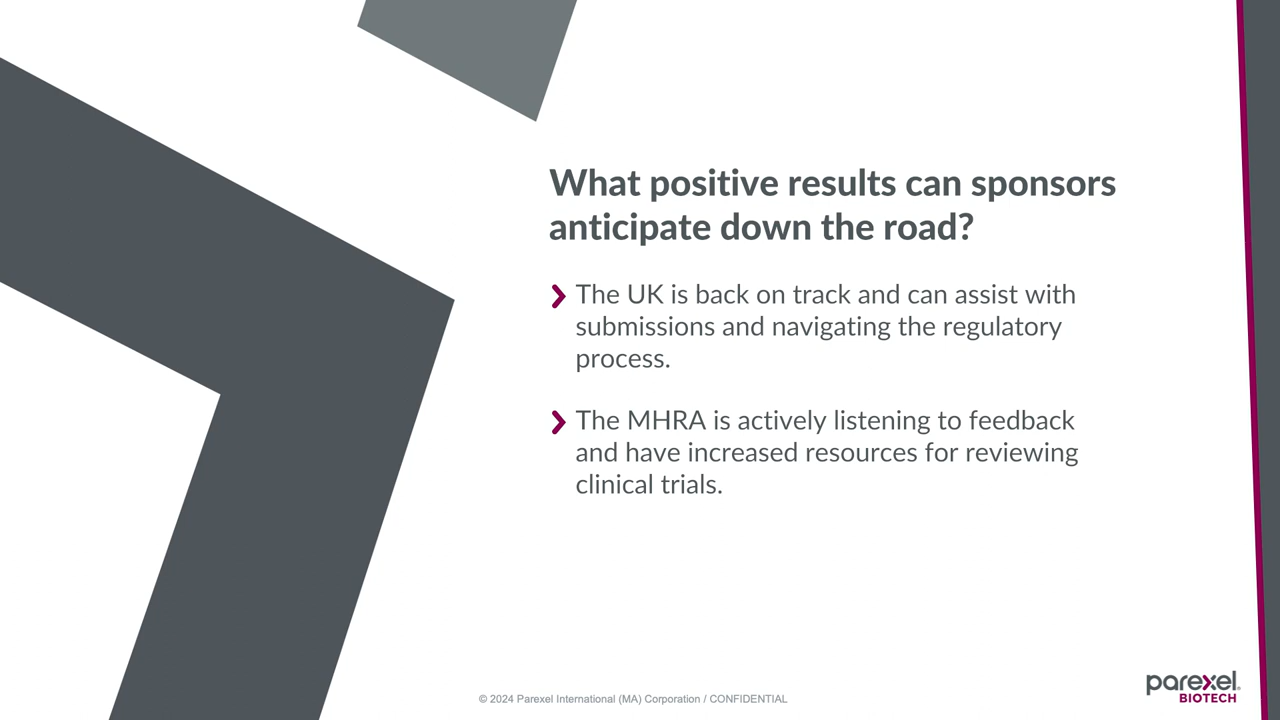 What positive results can sponsors
anticipate down the road?
The UK is back on track and can assist with
submissions and navigating the regulatory
process.
The MHRA is actively listening to feedback
and have increased resources for reviewing
clinical trials.
© 2024 Parexel International (MA) Corporation / CONFIDENTIAL
parexel®
BIOTECH